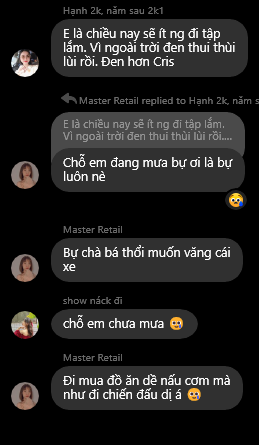 Hạnh 2k, năm sau 2k1
E là chiều nay sẽ ít ng đi tập
lắm. Vì ngoài trời đen thui thùi
lùi rồi. Đen hơn Cris
Master Retail replied to Hạnh 2k, năm s
E là chiều nay sẽ ít ng đi tập lắm.
Vì ngoài trời đen thui thùi lùi rồi....
Chỗ em đang mưa bự ơi là bự
luôn nè
Master Retail
Bự chà bá thổi muốn văng cái
xe
show náck đi
chỗ em chưa mưa 😢
Master Retail
Đi mua đồ ăn dề nấu cơm mà
như đi chiến đấu dị á 😢